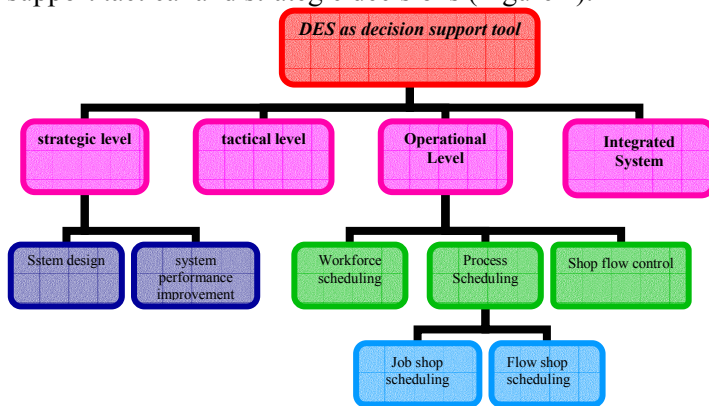 support tactical and strategic decisions (Figure
DES as decision support tool
strategic level
tactical level
Operational
Level
Integrated
System
Sstem design
system
performance
improvement
Workforce
scheduling
Process
Scheduling
Shop flow control
Job shop
scheduling
Flow shop
scheduling